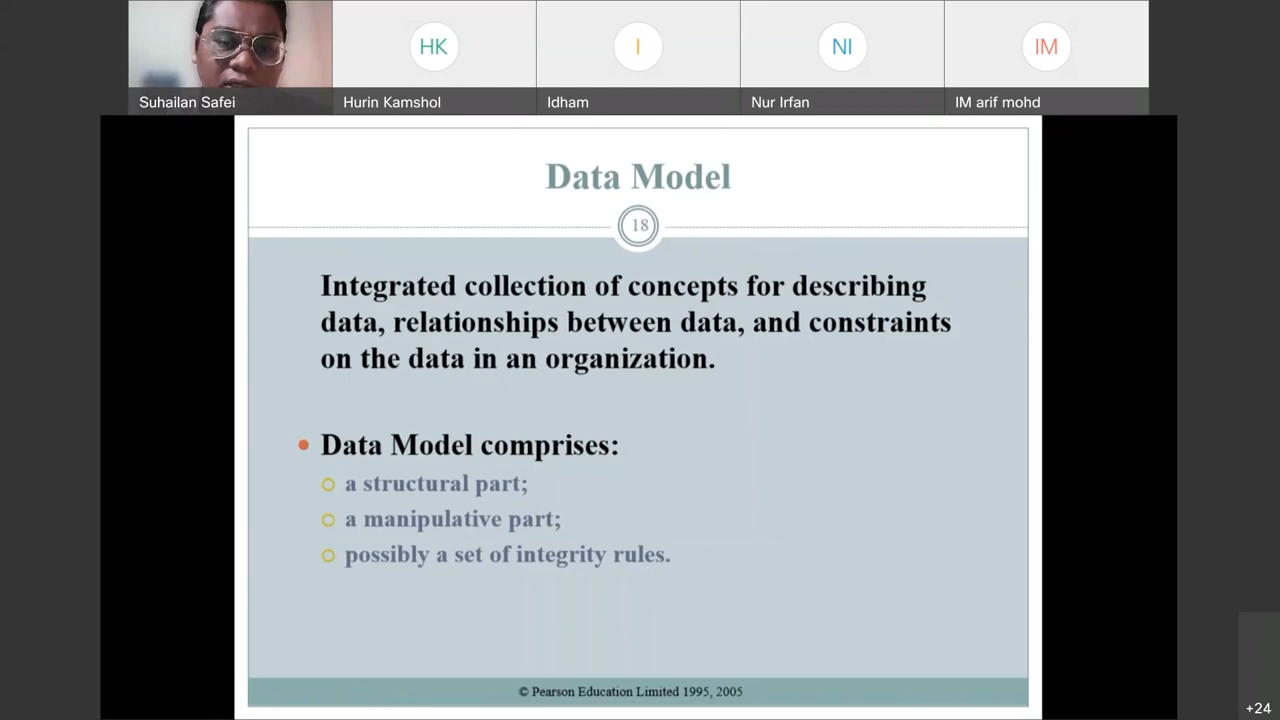 HK
I
NI
IM
Suhailan Safei
Hurin Kamshol
Idham
Nur Irfan
IM arif mohd
Data Model
18
Integrated collection of concepts for describing
data, relationships between data, and constraints
on the data in an organization.
• Data Model comprises:
a structural part;
a manipulative part;
possibly a set of integrity rules.
© Pearson Education Limited 1995, 2005
+24